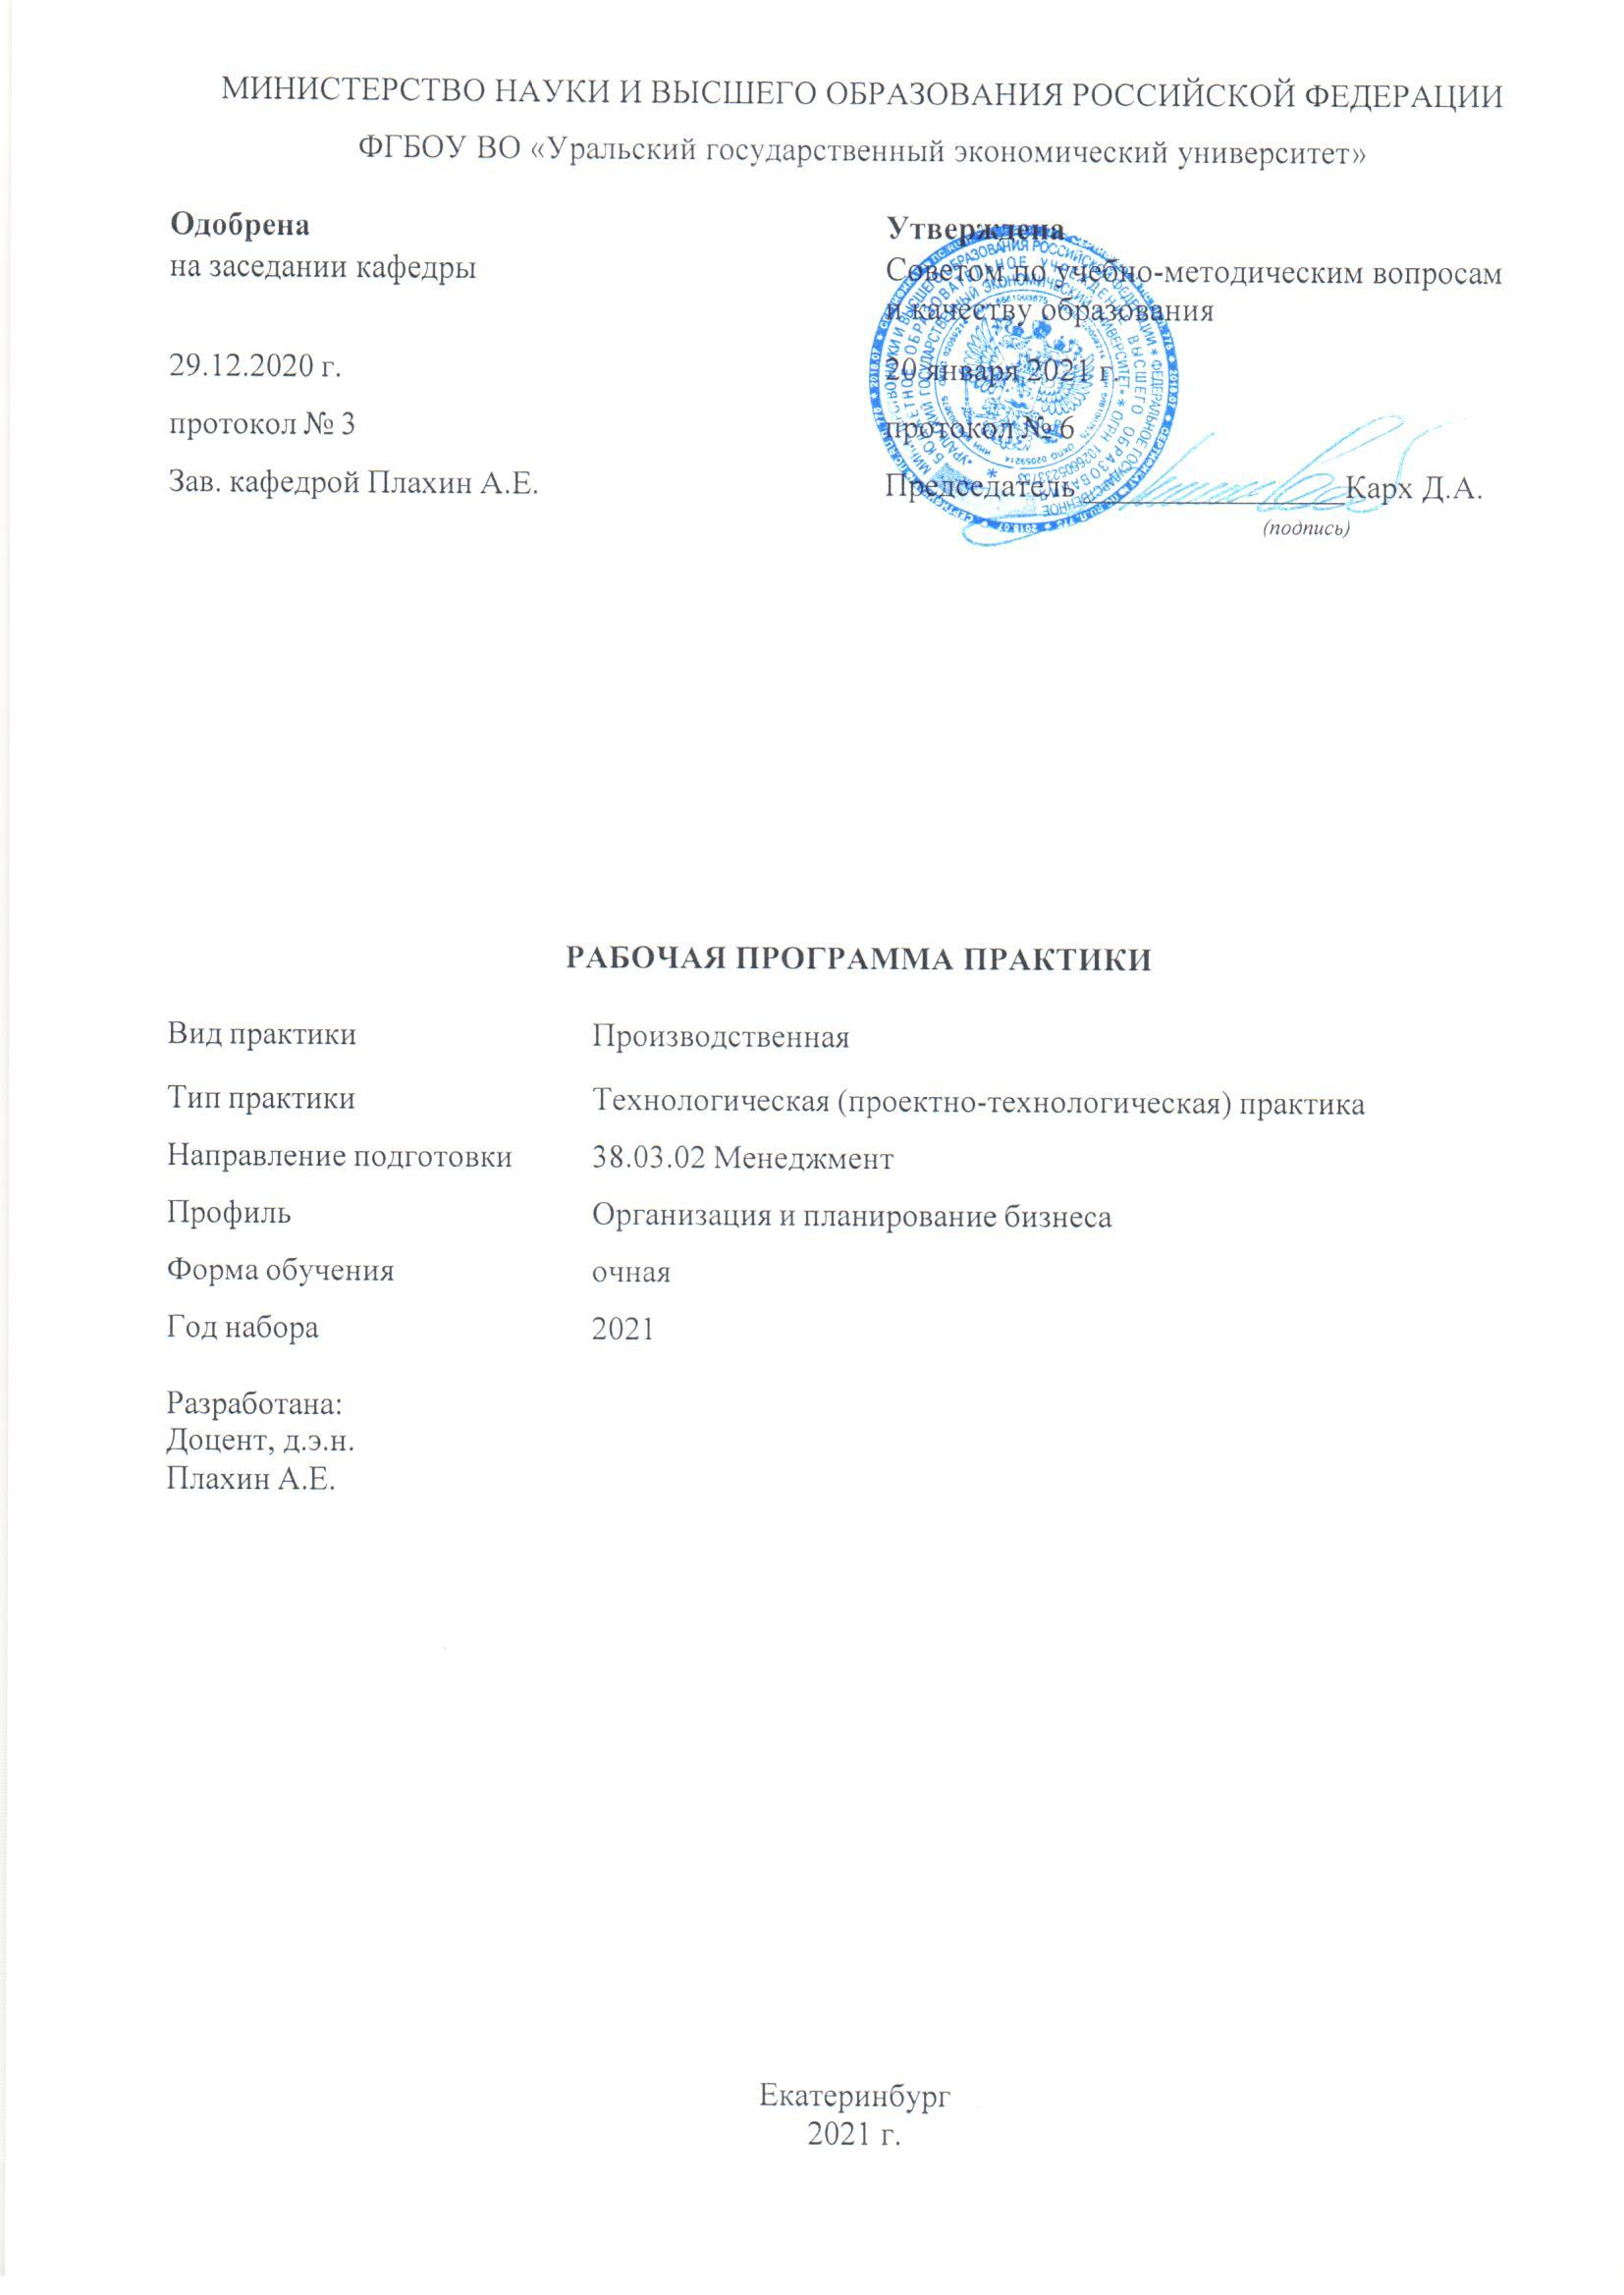 МИНИСТЕРСТВО НАУКИ И ВЫСШЕГО ОБРАЗОВАНИЯ РОССИЙСКОЙ ФЕДЕРАЦИИ
ФГБОУ ВО «Уральский государственный экономический университет»
Одобрена
на заседании кафедры
29.12.2020 г.
протокол № 3
Зав. кафедрой Плахин А.Е.
Утверждена
Советом по учебно-методическим вопросам
и качеству образования
20 января 2021 г.
протокол № 6
Председатель Карх Д.А.
(подпись)
РАБОЧАЯ ПРОГРАММА ПРАКТИКИ
Вид практики Производственная
Тип практики Технологическая (проектно-технологическая) практика
Направление подготовки 38.03.02 Менеджмент
Профиль Организация и планирование бизнеса
Форма обучения очная
Год набора 2021
Разработана:
Доцент, д.э.н.
Плахин А.Е.
Екатеринбург
2021 г.